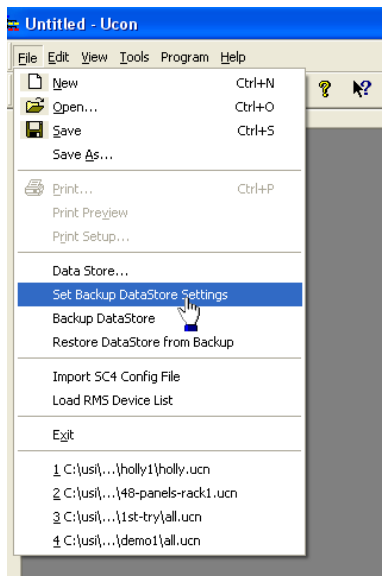 Untitled - Ucon
File Edit View Tools Program Help
New Ctrl+N
Open... Ctrl+O
Save Ctrl+S
Save As...
Print... Ctrl+P
Print Preview
Print Setup...
Data Store...
Set Backup DataStore Settings
Backup DataStore
Restore DataStore from Backup
Import SC4 Config File
Load RMS Device List
Exit
1 C:\usi\...\holly1\holly.ucn
2 C:\usi\...\48-panels-rack1.ucn
3 C:\usi\...\1st-try\all.ucn
4 C:\usi\...\demo1\all.ucn